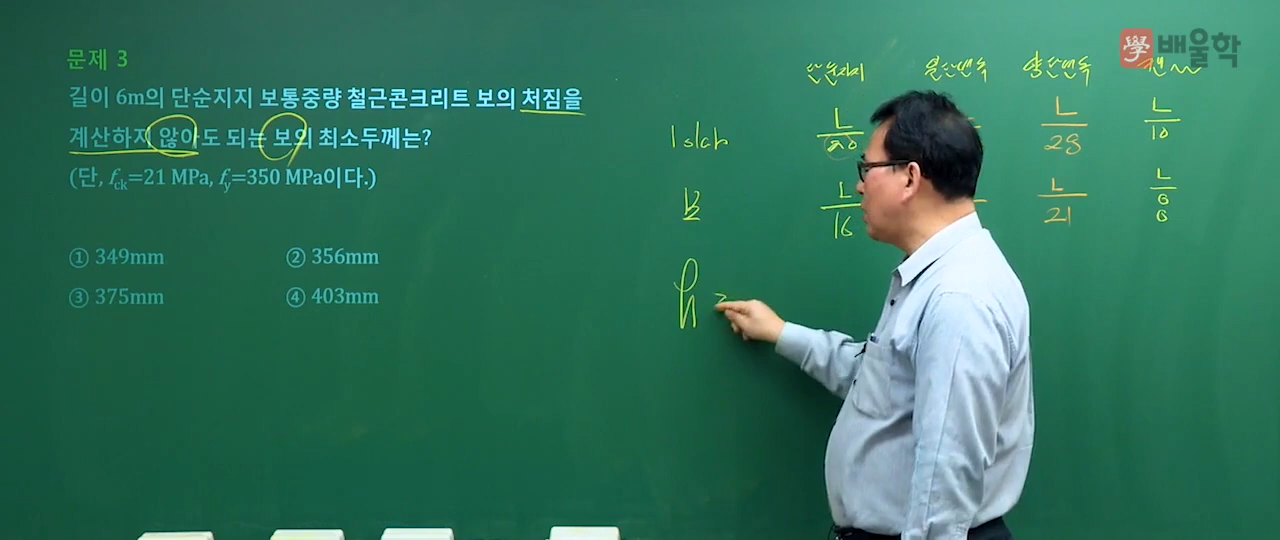 學 배울학
문제 3
길이 6m의 단순지지 보통중량 철근콘크리트 보의 처짐을
계산하지 않아도 되는 보의 최소두께는?
(단, fck=21 MPa, fy=350 MPa이다.)
① 349mm ② 356mm
③ 375mm ④ 403mm
단순지지 일단연속 양단연속 캔
1 slab L/20 L/28 L/10
보 L/16 L/21 L/8
8
h =